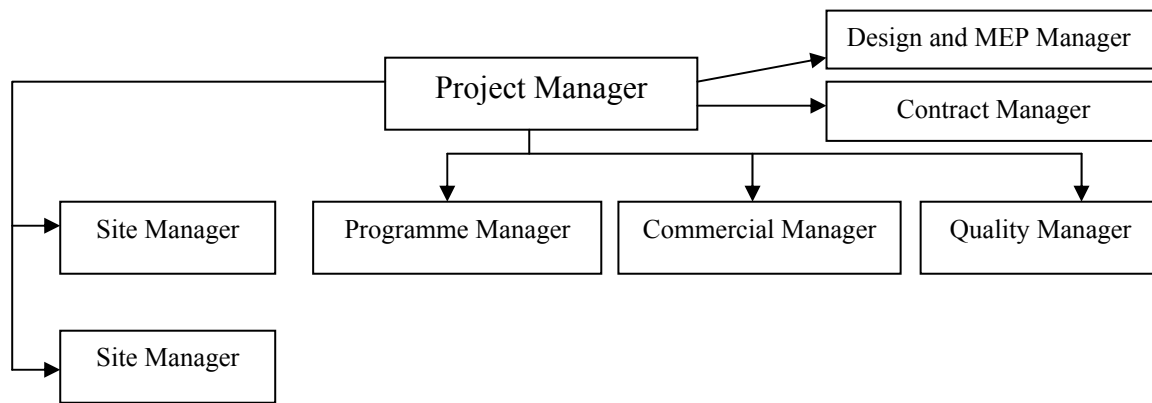 Design and MEP Manager
Project Manager
Contract Manager
Site Manager
Programme Manager
Commercial Manager
Quality Manager
Site Manager